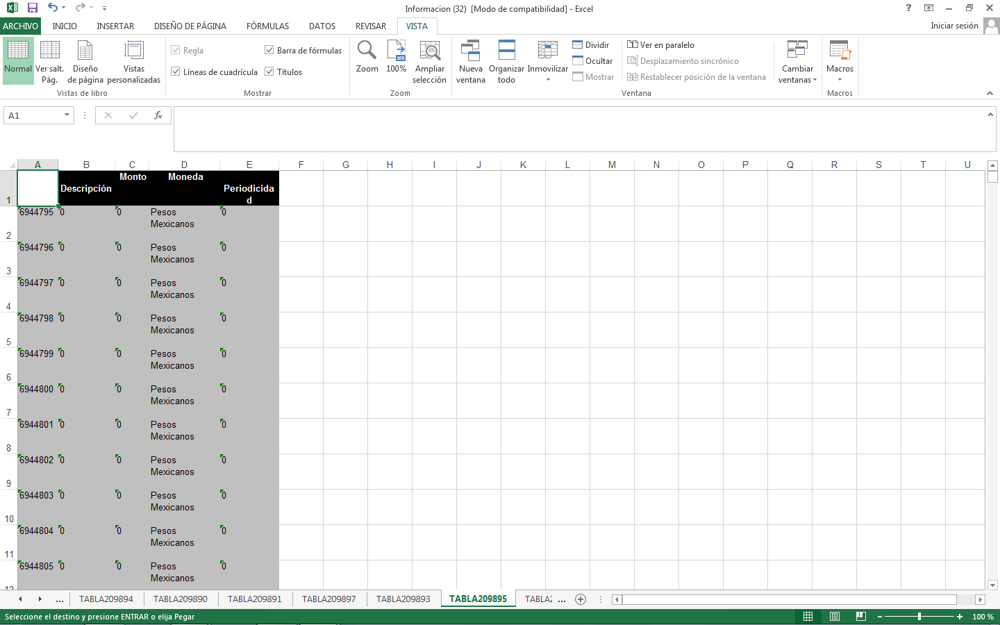 Informacion (32)  [Modo de compatibilidad] - Excel
?
ARCHIVO INICIO INSERTAR DISEÑO DE PÁGINA FÓRMULAS DATOS REVISAR VISTA Iniciar sesión
Normal
Ver salt. Pág.
Diseño de página
Vistas personalizadas
Vistas de libro
Regla
Barra de fórmulas
Líneas de cuadrícula
Títulos
Mostrar
Zoom
100
100%
Ampliar selección
Zoom
Nueva ventana
Organizar todo
Inmovilizar
Dividir
Ocultar
Mostrar
Ver en paralelo
Desplazamiento sincrónico
Restablecer posición de la ventana
Cambiar ventanas
Ventana
Macros
Macros
A1
fx
A B C D E F G H I J K L M N O P Q R S T U
Monto Moneda
Descripción Periodicida
1 d
6944795 0 0 Pesos 0
Mexicanos
2
6944796 0 0 Pesos 0
Mexicanos
3
6944797 0 0 Pesos 0
Mexicanos
4
6944798 0 0 Pesos 0
Mexicanos
5
6944799 0 0 Pesos 0
Mexicanos
6
6944800 0 0 Pesos 0
Mexicanos
7
6944801 0 0 Pesos 0
Mexicanos
8
6944802 0 0 Pesos 0
Mexicanos
9
6944803 0 0 Pesos 0
Mexicanos
10
6944804 0 0 Pesos 0
Mexicanos
11
6944805 0 0 Pesos 0
Mexicanos
12
... TABLA209894 TABLA209890 TABLA209891 TABLA209897 TABLA209893 TABLA209895 TABLA2 ...
Seleccione el destino y presione ENTRAR o elija Pegar
100 %